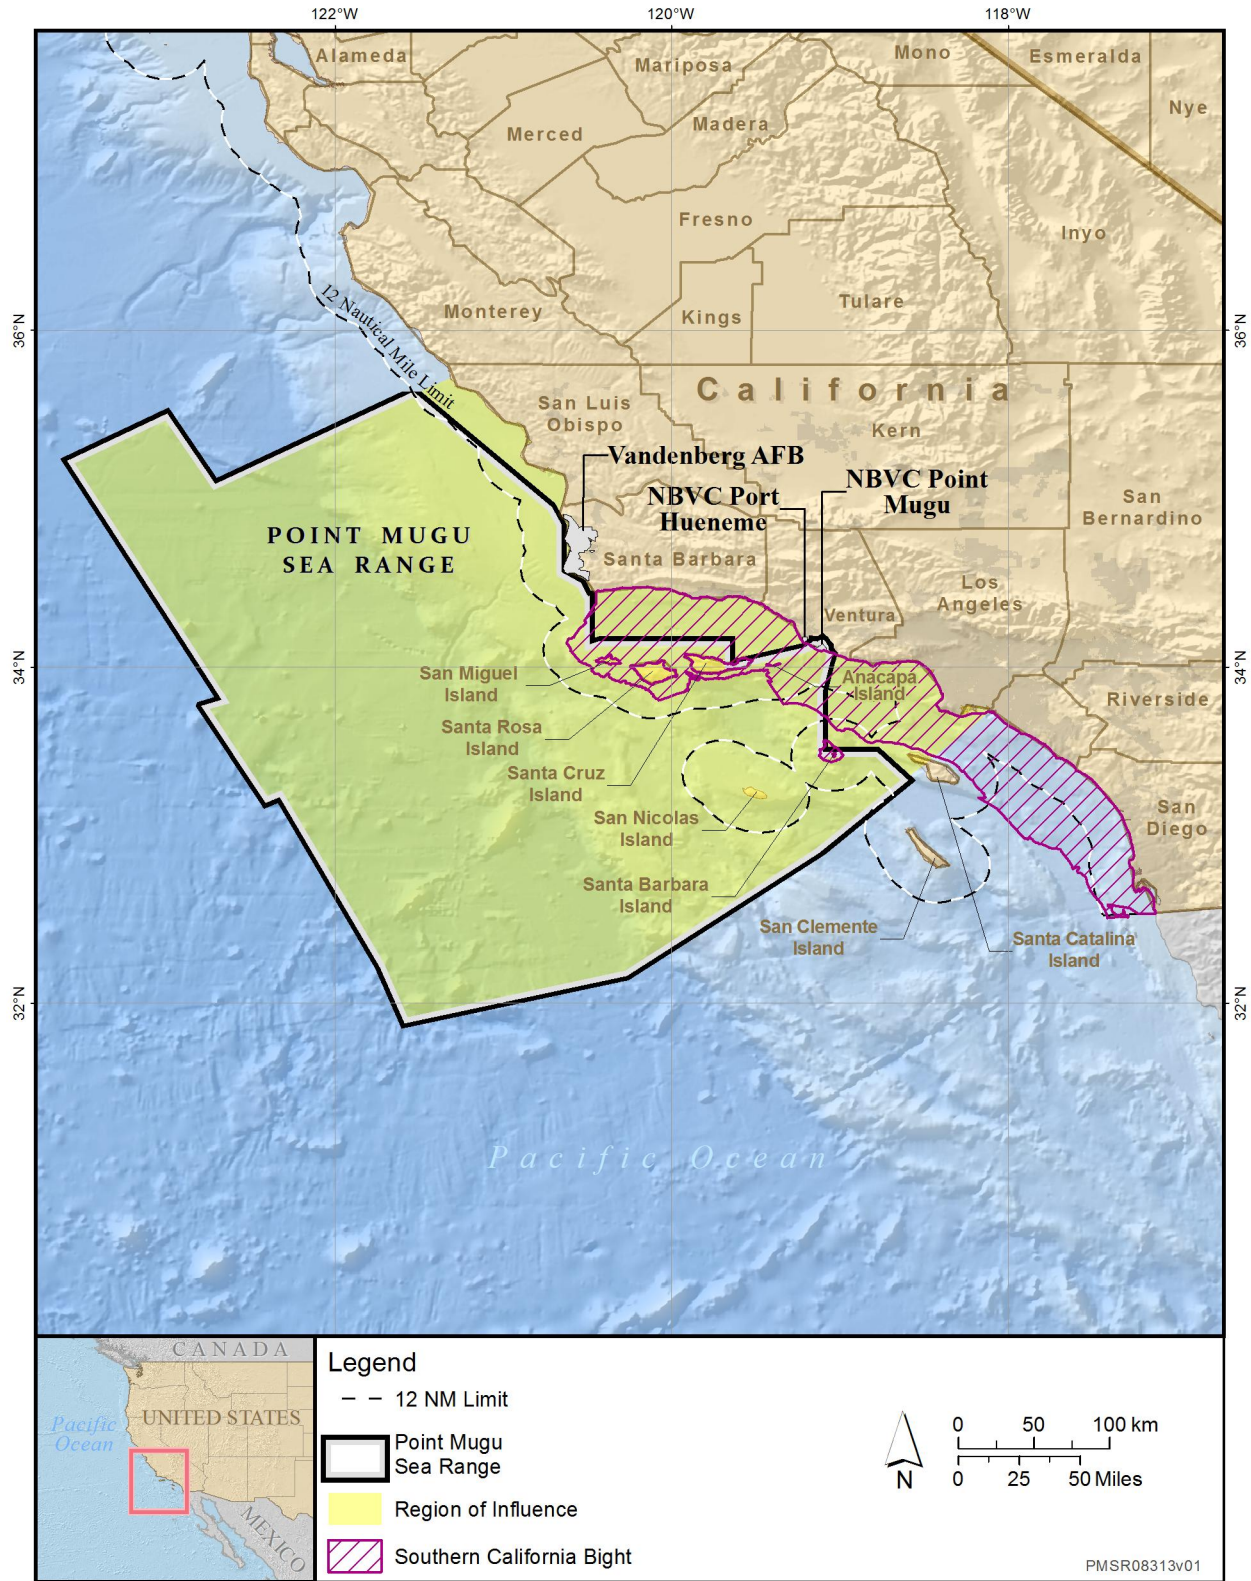 122°W
120°W
118°W
Alameda
Mariposa
Mono
Esmeralda
Nye
Merced
Madera
Fresno
Inyo
Monterey
Kings
Tulare
36°N
36°N
12 Nautical Mile Limit
California
San Luis
Obispo
Kern
Vandenberg AFB
NBVC Port
Hueneme
NBVC Point
Mugu
San
Bernardino
POINT MUGU
SEA RANGE
Santa Barbara
Los
Angeles
Ventura
34°N
34°N
San Miguel
Island
Anacapa
Island
Riverside
Santa Rosa
Island
Santa Cruz
Island
San Nicolas
Island
San
Diego
Santa Barbara
Island
San Clemente
Island
Santa Catalina
Island
32°N
32°N
Pacific Ocean
CANADA
UNITED STATES
Pacific
Ocean
MEXICO
Legend
12 NM Limit
Point Mugu
Sea Range
Region of Influence
Southern California Bight
N
0 50 100 km
0 25 50 Miles
PMSR08313v01